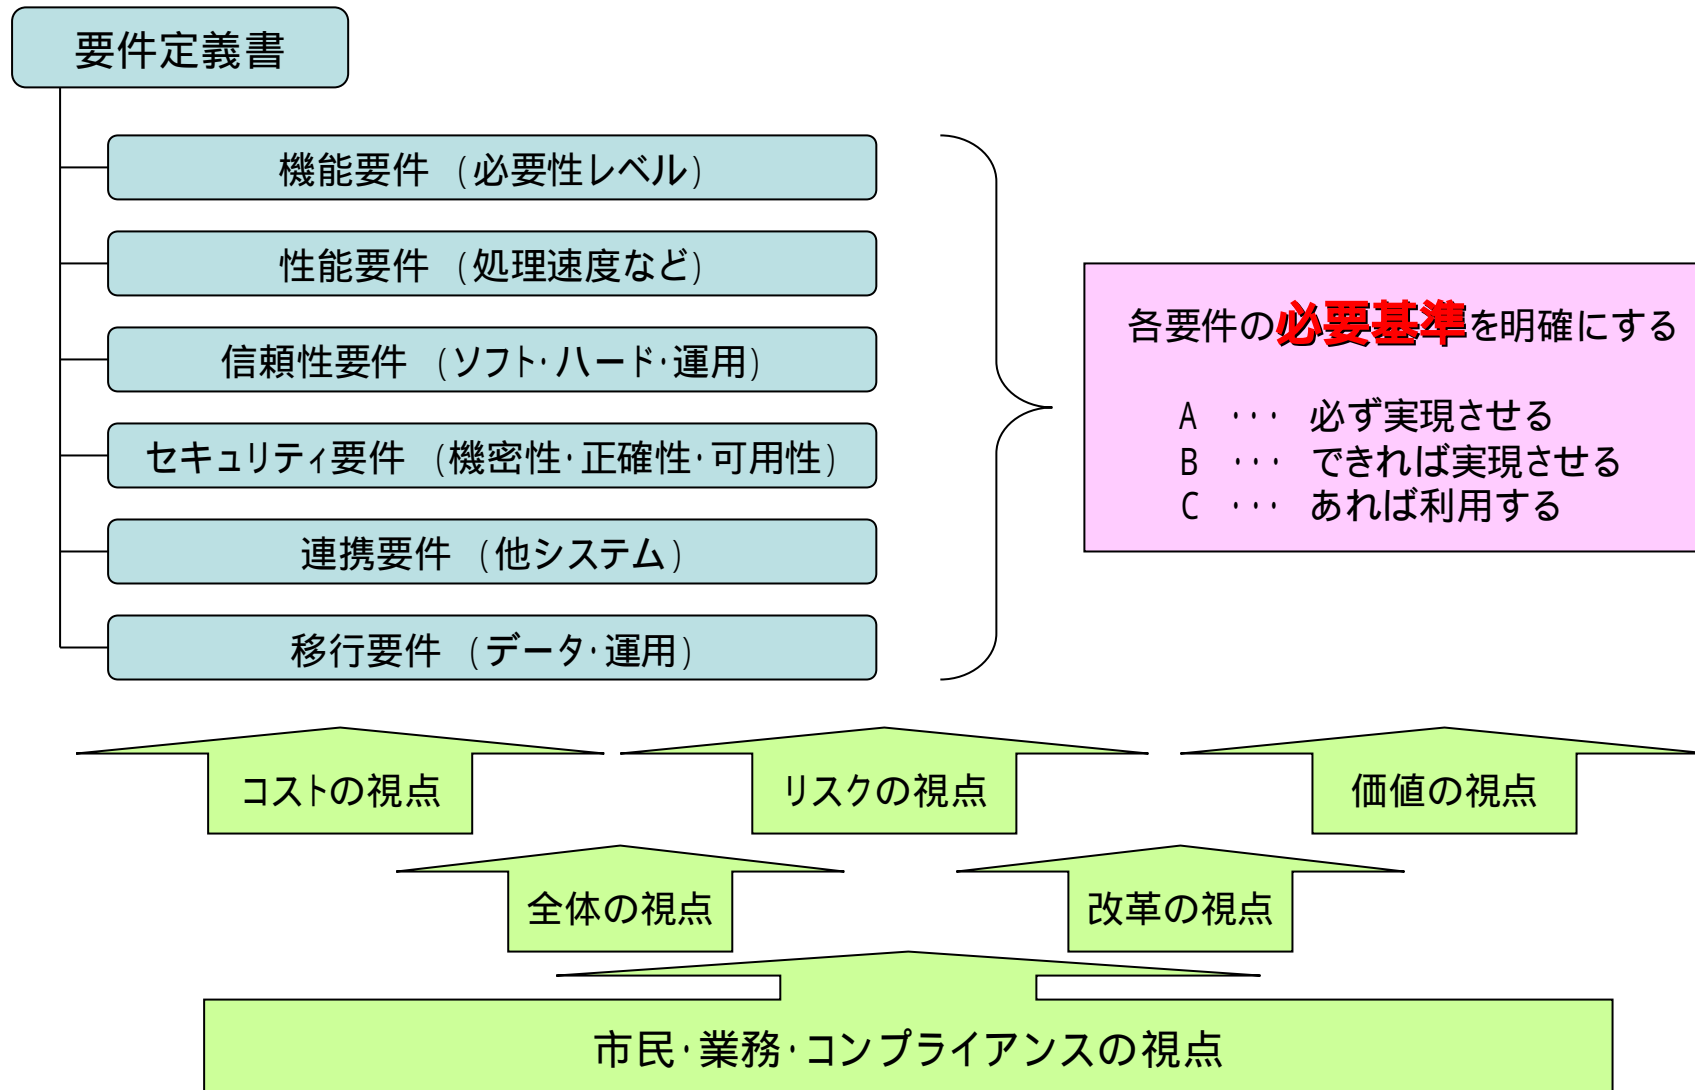 要件定義書
機能要件 (必要性レベル)
性能要件 (処理速度など)
信頼性要件 (ソフト・ハード・運用)
セキュリティ要件 (機密性・正確性・可用性)
連携要件 (他システム)
移行要件 (データ・運用)
各要件の必要基準を明確にする
A ・・・ 必ず実現させる
B ・・・ できれば実現させる
C ・・・ あれば利用する
コストの視点
リスクの視点
価値の視点
全体の視点
改革の視点
市民・業務・コンプライアンスの視点